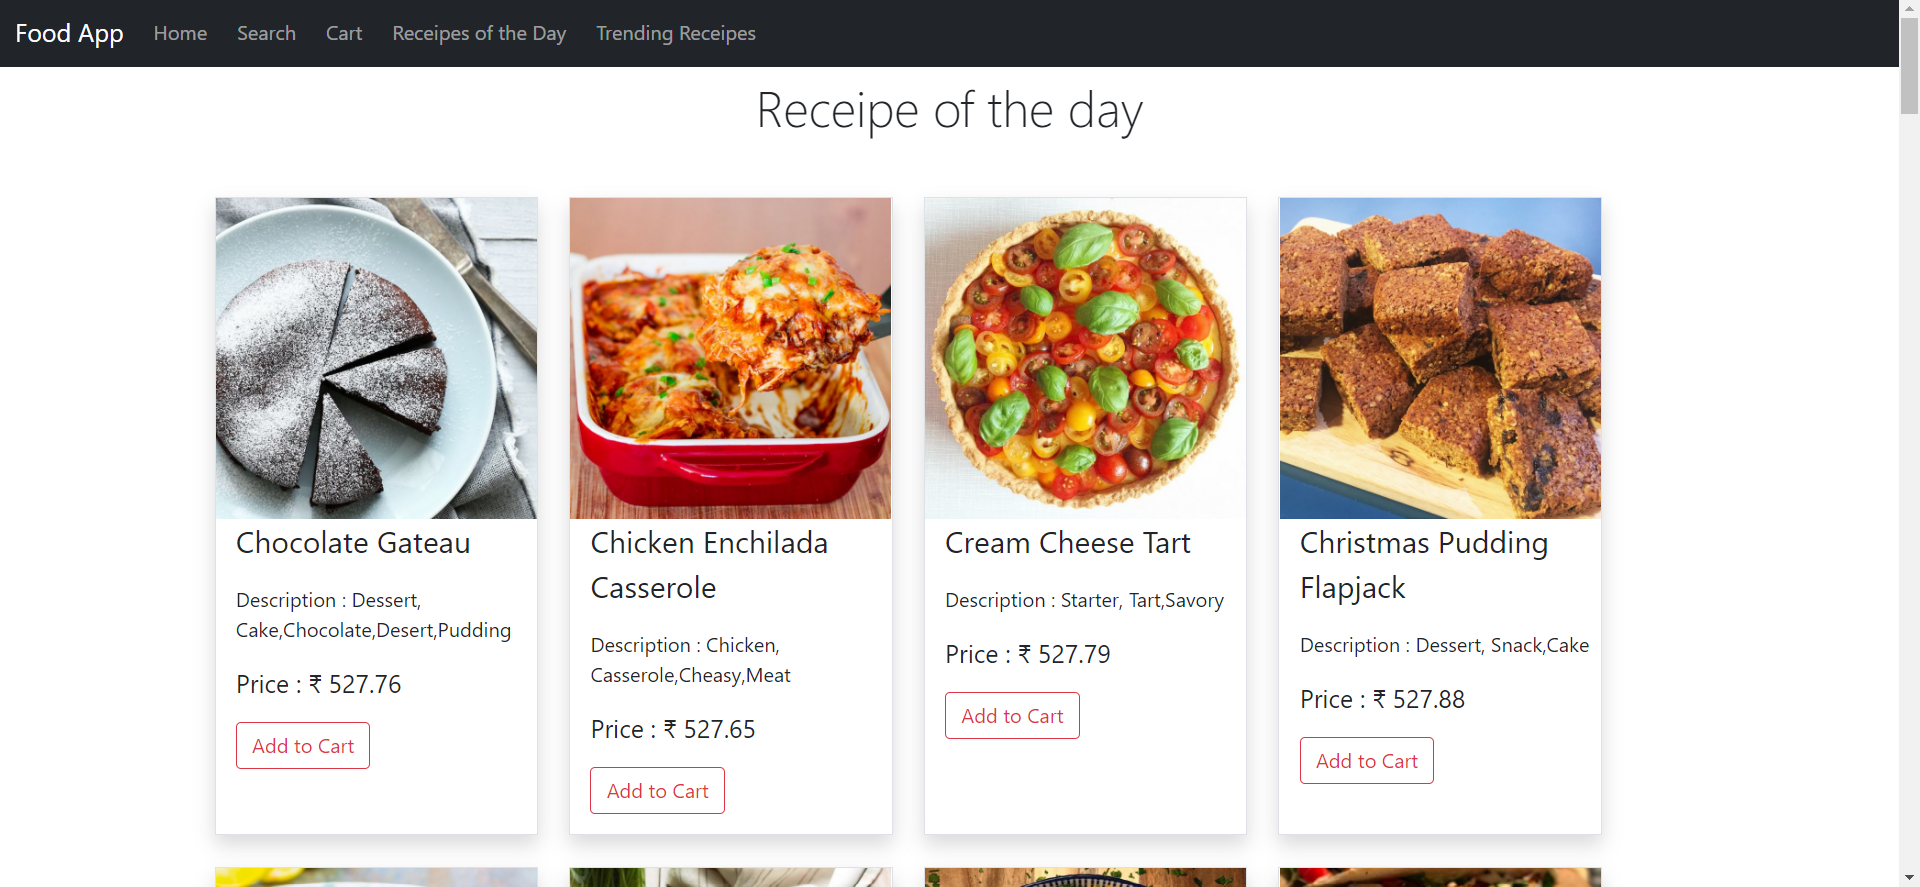 Food App Home Search Cart Receipes of the Day Trending Receipes
Receipe of the day
Chocolate Gateau
Description : Dessert,
Cake,Chocolate,Desert,Pudding
Price : ₹ 527.76
Add to Cart
Chicken Enchilada
Casserole
Description : Chicken,
Casserole,Cheasy,Meat
Price : ₹ 527.65
Add to Cart
Cream Cheese Tart
Description : Starter, Tart,Savory
Price : ₹ 527.79
Add to Cart
Christmas Pudding
Flapjack
Description : Dessert, Snack,Cake
Price : ₹ 527.88
Add to Cart